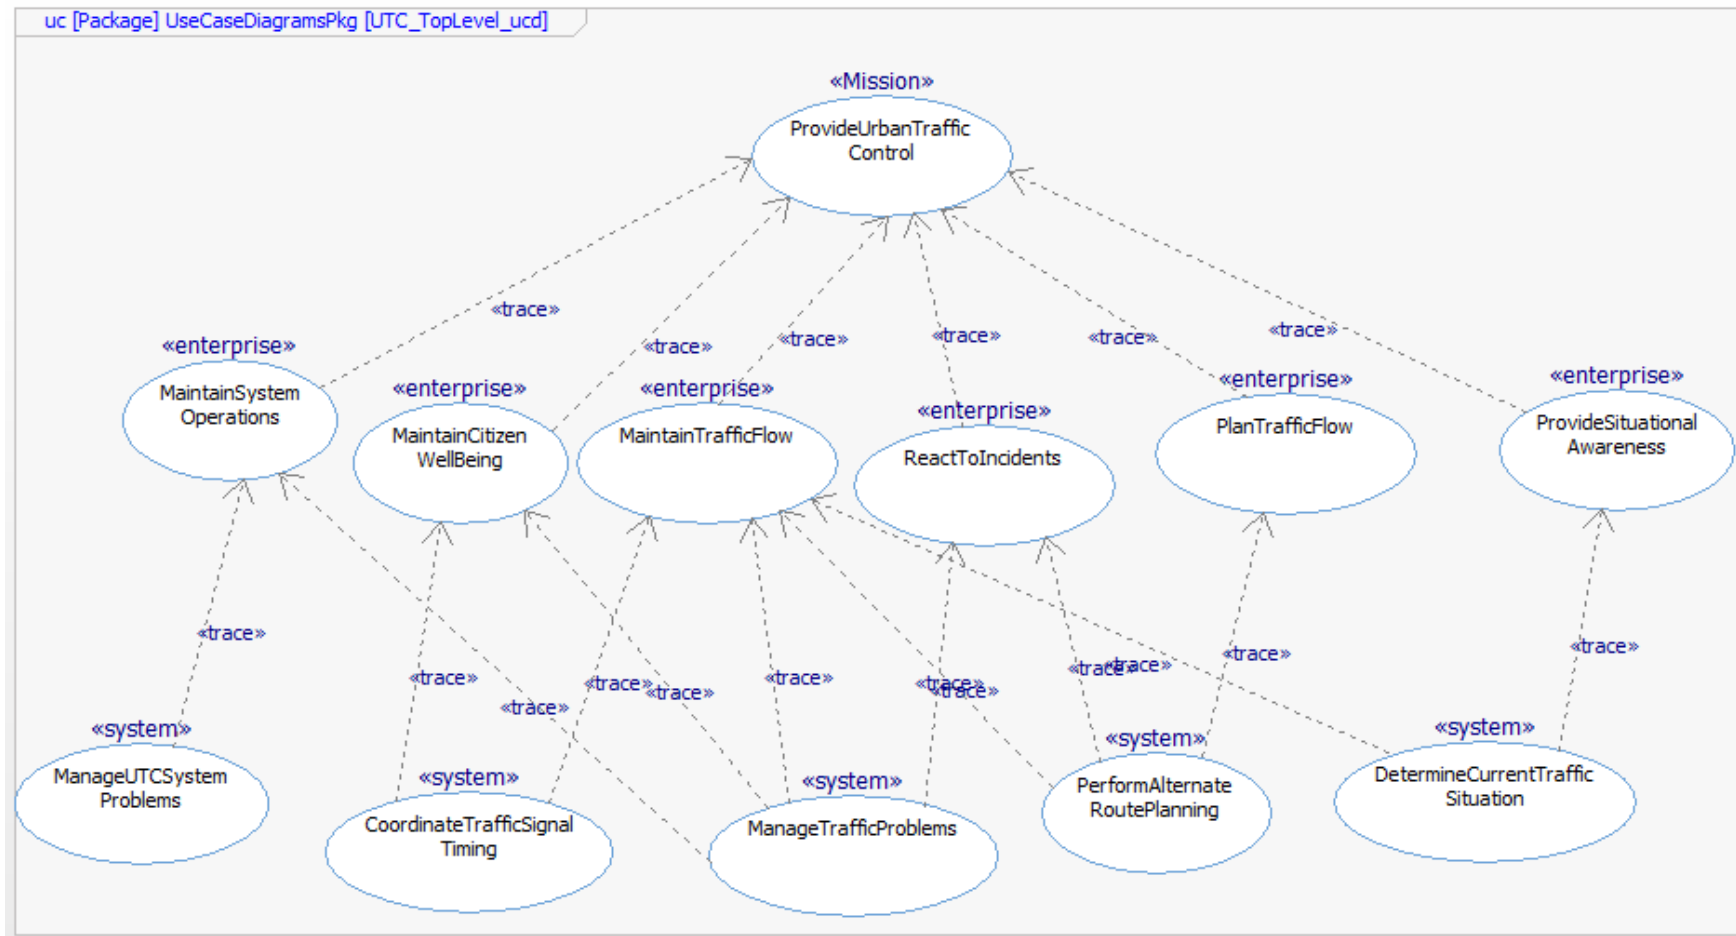 uc [Package] UseCaseDiagramsPkg [UTC_TopLevel_ucd]
«Mission»
ProvideUrbanTraffic
Control
«trace»
«trace»
«trace»
«trace»
«trace»
«trace»
«enterprise»
MaintainSystem
Operations
«enterprise»
MaintainCitizen
WellBeing
«enterprise»
MaintainTrafficFlow
«enterprise»
ReactToIncidents
«enterprise»
PlanTrafficFlow
«enterprise»
ProvideSituational
Awareness
«trace»
«trace»
«trace»
«trace»
«trace»
«trace»
«trace»
«trace»
«trace»
«trace»
«trace»
«trace»
«system»
ManageUTCSystem
Problems
«system»
CoordinateTrafficSignal
Timing
«system»
ManageTrafficProblems
«system»
PerformAlternate
RoutePlanning
«system»
DetermineCurrentTraffic
Situation